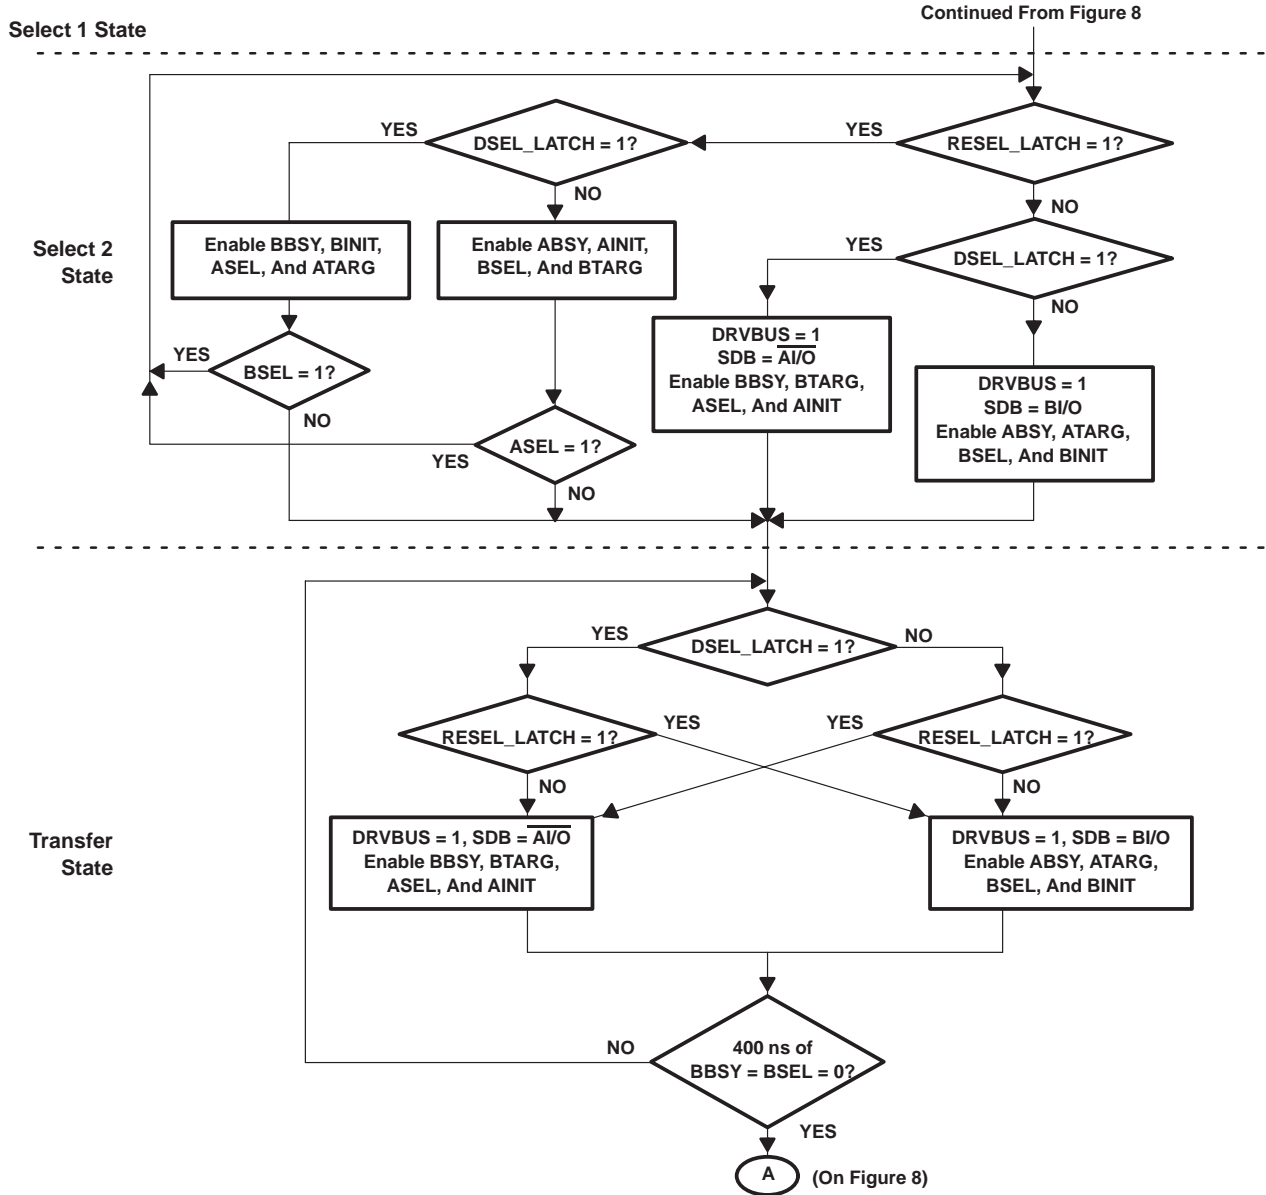 Continued From Figure 8
Select 1 State
YES
DSEL_LATCH = 1?
YES
RESEL_LATCH = 1?
NO
NO
Select 2
State
Enable BBSY, BINIT,
ASEL, And ATARG
Enable ABSY, AINIT,
BSEL, And BTARG
YES
DSEL_LATCH = 1?
NO
DRVBUS = 1
SDB = A̅I̅/̅O̅
Enable BBSY, BTARG,
ASEL, And AINIT
YES
BSEL = 1?
NO
DRVBUS = 1
SDB = BI/O
Enable ABSY, ATARG,
BSEL, And BINIT
YES
ASEL = 1?
NO
YES
DSEL_LATCH = 1?
NO
RESEL_LATCH = 1?
YES
YES
RESEL_LATCH = 1?
NO
NO
Transfer
State
DRVBUS = 1, SDB = A̅I̅/̅O̅
Enable BBSY, BTARG,
ASEL, And AINIT
DRVBUS = 1, SDB = BI/O
Enable ABSY, ATARG,
BSEL, And BINIT
NO
400 ns of
BBSY = BSEL = 0?
YES
A
(On Figure 8)